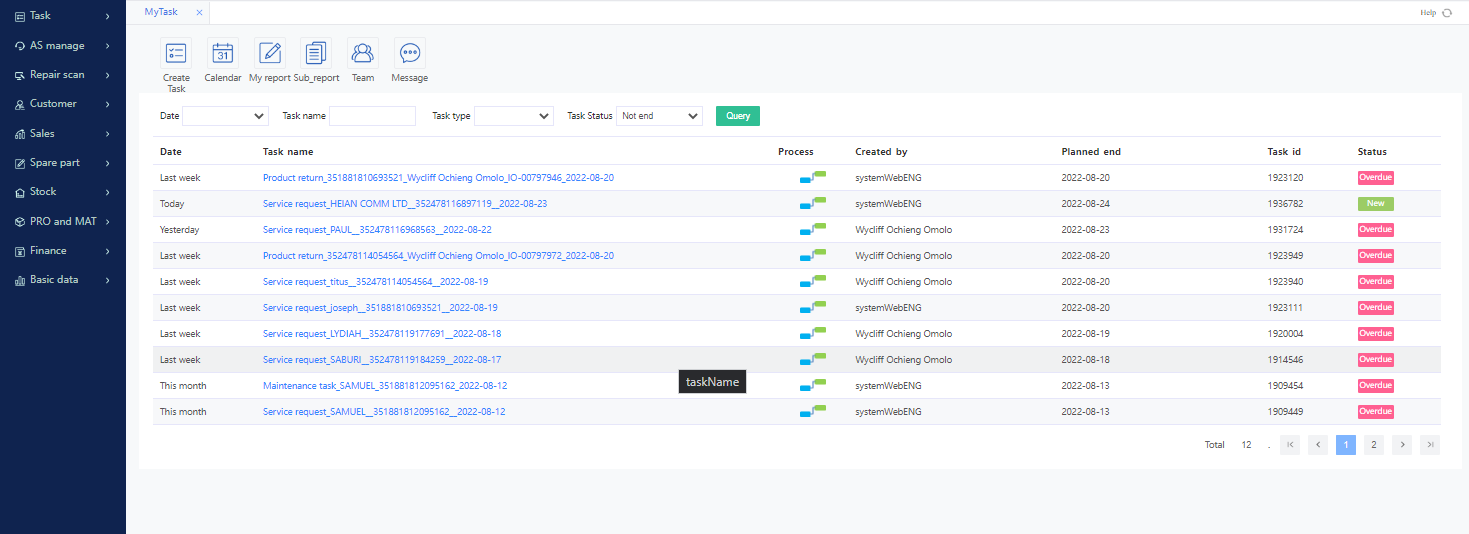 Task
AS manage
Repair scan
Customer
Sales
Spare part
Stock
PRO and MAT
Finance
Basic data
MyTask ×
Help
31
Create Task
Calendar
My report
Sub_report
Team
Message
Date Task name Task type Task Status Not end Query
Date Task name Process Created by Planned end Task id Status
Last week Product return_351881810693521_Wycliff Ochieng Omolo_IO-00797946_2022-08-20 systemWebENG 2022-08-20 1923120 Overdue
Today Service request_HEIAN COMM LTD__352478116897119__2022-08-23 systemWebENG 2022-08-24 1936782 New
Yesterday Service request_PAUL__352478116968563__2022-08-22 Wycliff Ochieng Omolo 2022-08-23 1931724 Overdue
Last week Product return_352478114054564_Wycliff Ochieng Omolo_IO-00797972_2022-08-20 Wycliff Ochieng Omolo 2022-08-20 1923949 Overdue
Last week Service request_titus__352478114054564__2022-08-19 Wycliff Ochieng Omolo 2022-08-20 1923940 Overdue
Last week Service request_joseph__351881810693521__2022-08-19 systemWebENG 2022-08-20 1923111 Overdue
Last week Service request_LYDIAH__352478119177691__2022-08-18 Wycliff Ochieng Omolo 2022-08-19 1920004 Overdue
Last week Service request_SABURI__352478119184259__2022-08-17 Wycliff Ochieng Omolo 2022-08-18 1914546 Overdue
taskName
This month Maintenance task_SAMUEL_351881812095162_2022-08-12 systemWebENG 2022-08-13 1909454 Overdue
This month Service request_SAMUEL__351881812095162__2022-08-12 systemWebENG 2022-08-13 1909449 Overdue
Total 12 . 1 2